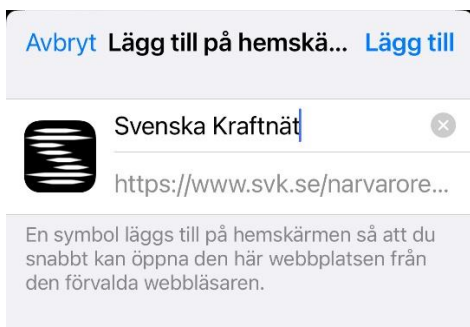 Avbryt Lägg till på hemskä... Lägg till
Svenska Kraftnät
https://www.svk.se/narvarore...
En symbol läggs till på hemskärmen så att du
snabbt kan öppna den här webbplatsen från
den förvalda webbläsaren.